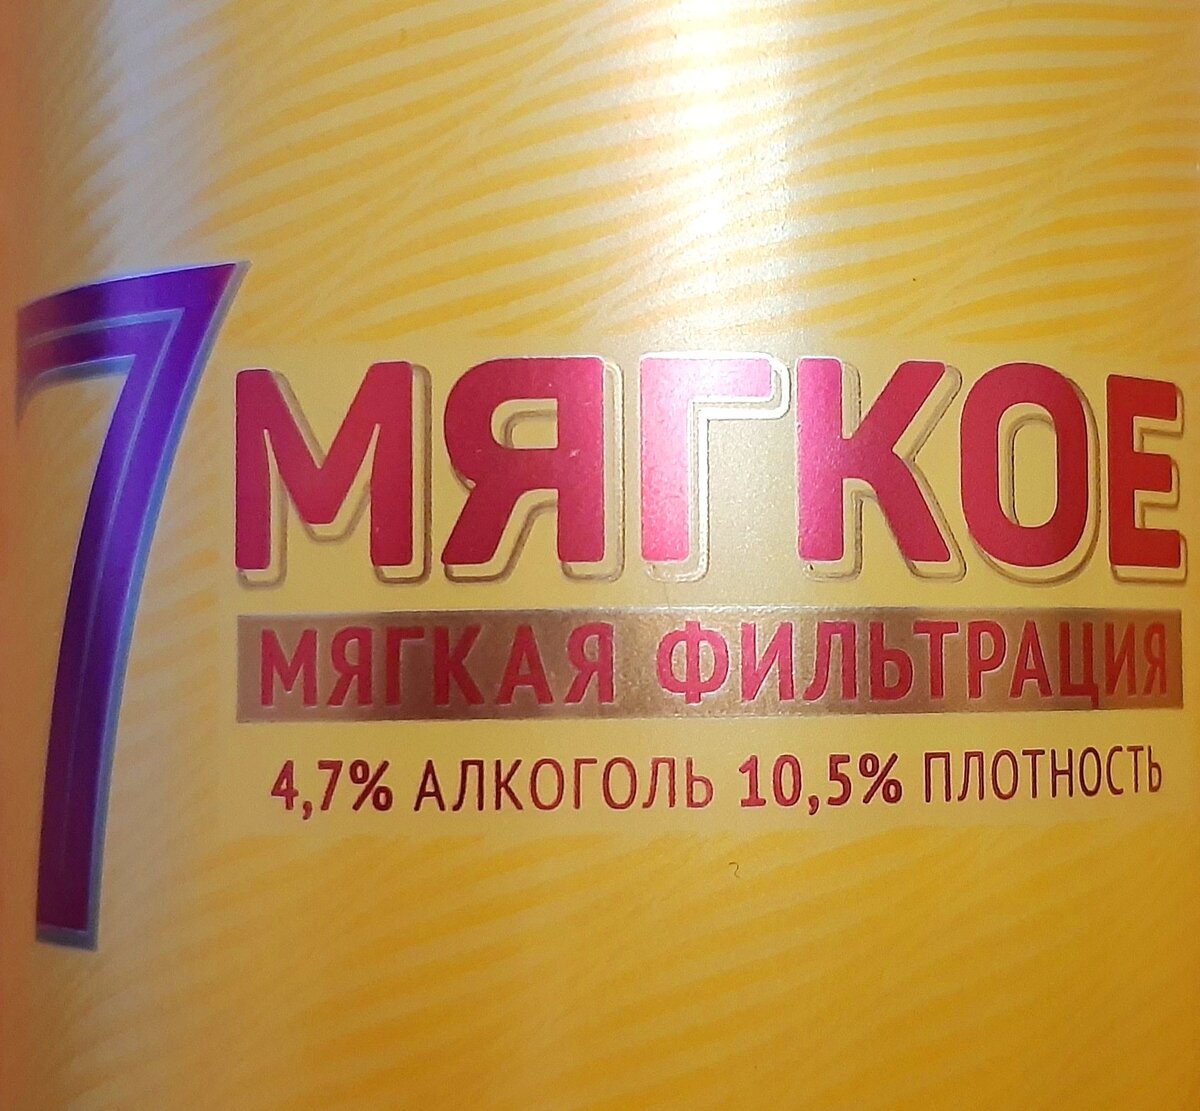 7
МЯГКОЕ
МЯГКАЯ ФИЛЬТРАЦИЯ
4,7% АЛКОГОЛЬ 10,5% ПЛОТНОСТЬ